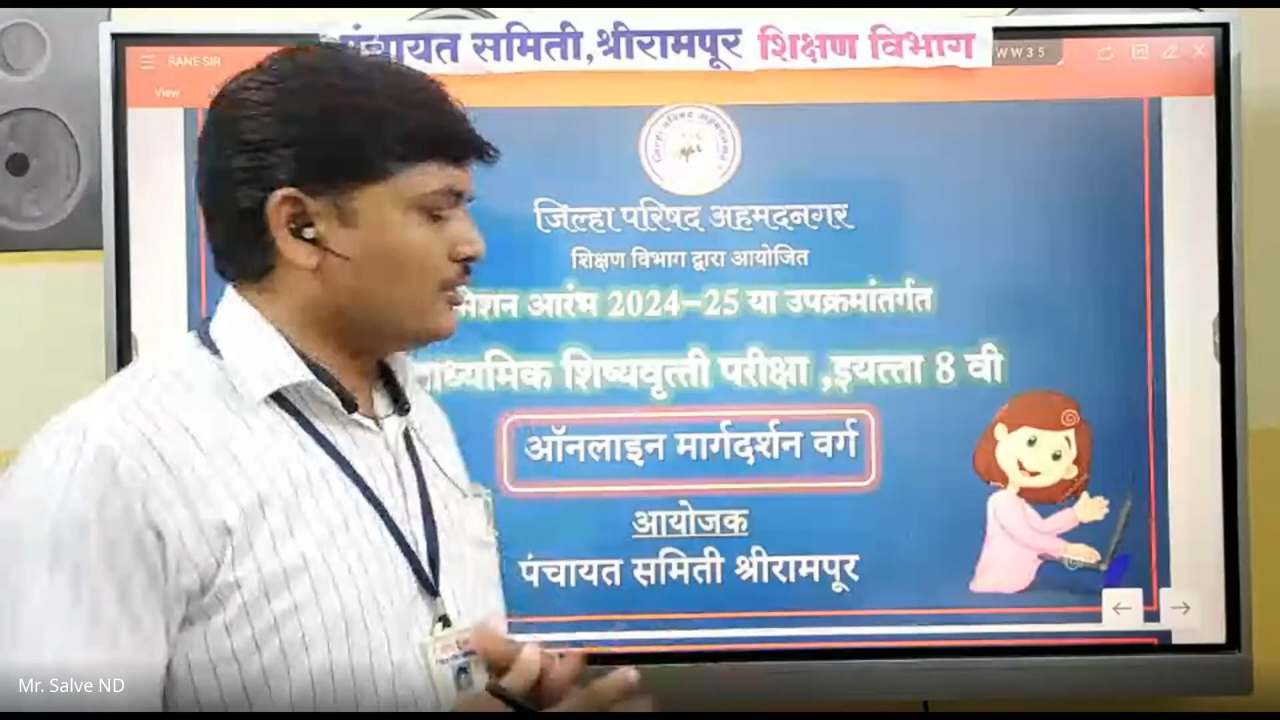 पंचायत समिती,श्रीरामपूर शिक्षण विभाग
WW35
RANE SIR
View
जिल्हा परिषद अहमदनगर
शिक्षण विभाग द्वारा आयोजित
मिशन आरंभ 2024-25 या उपक्रमांतर्गत
माध्यमिक शिष्यवृत्ती परीक्षा ,इयत्ता 8 वी
ऑनलाइन मार्गदर्शन वर्ग
आयोजक
पंचायत समिती श्रीरामपूर
Mr. Salve ND